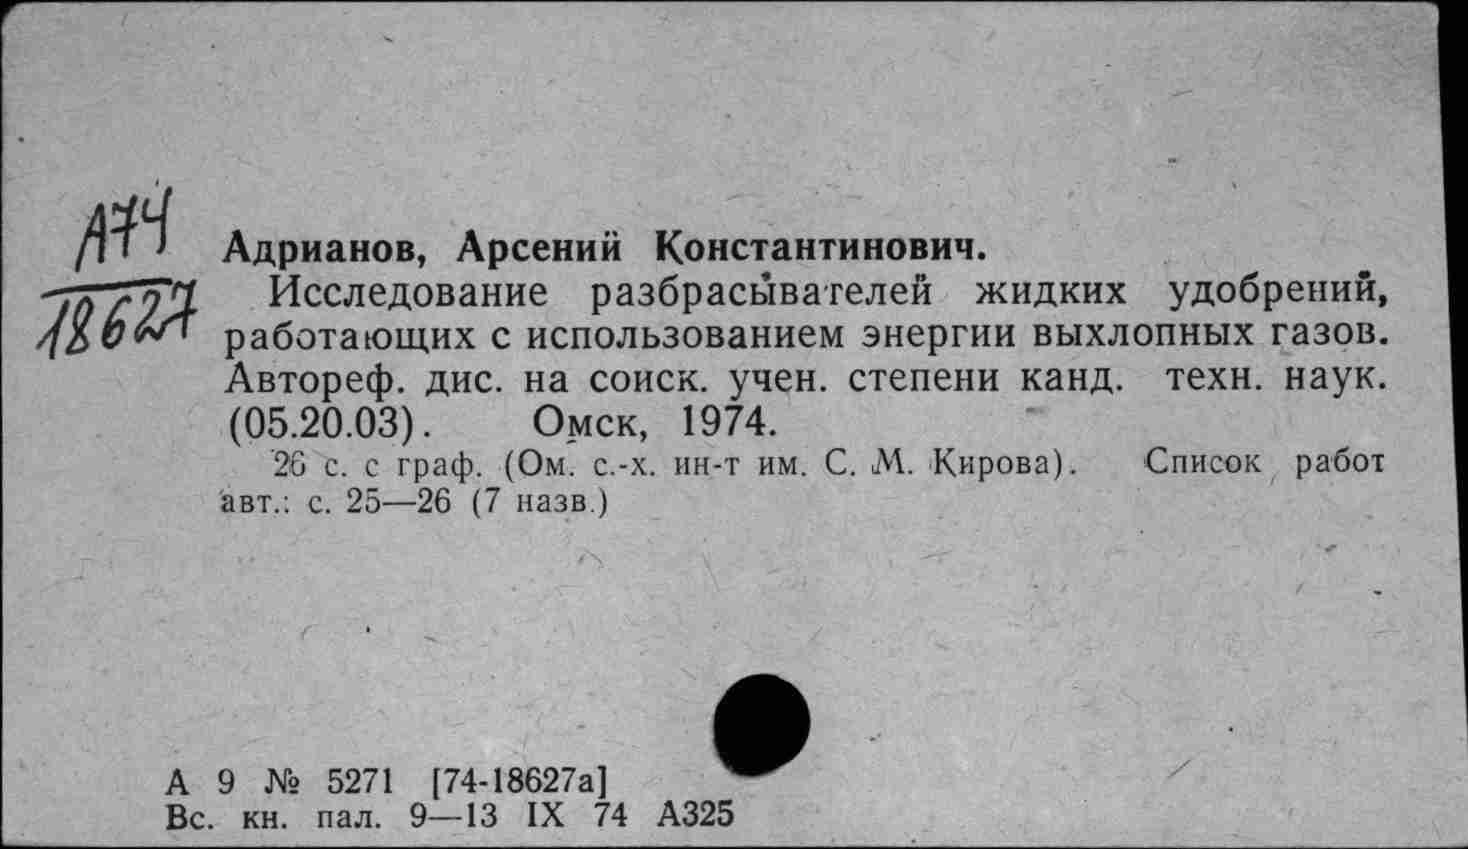 А74
18627
Адрианов, Арсений Константинович.
Исследование разбрасывателей жидких удобрений,
работающих с использованием энергии выхлопных газов.
Автореф. дис. на соиск. учен. степени канд. техн. наук.
(05.20.03). Омск, 1974.
26 с. с граф. (Ом. с.-х. ин-т им. С. М. Кирова). Список работ
авт.: с. 25—26 (7 назв.)
А 9 № 5271 [74-18627а]
Вс. кн. пал. 9—13 IX 74 А325